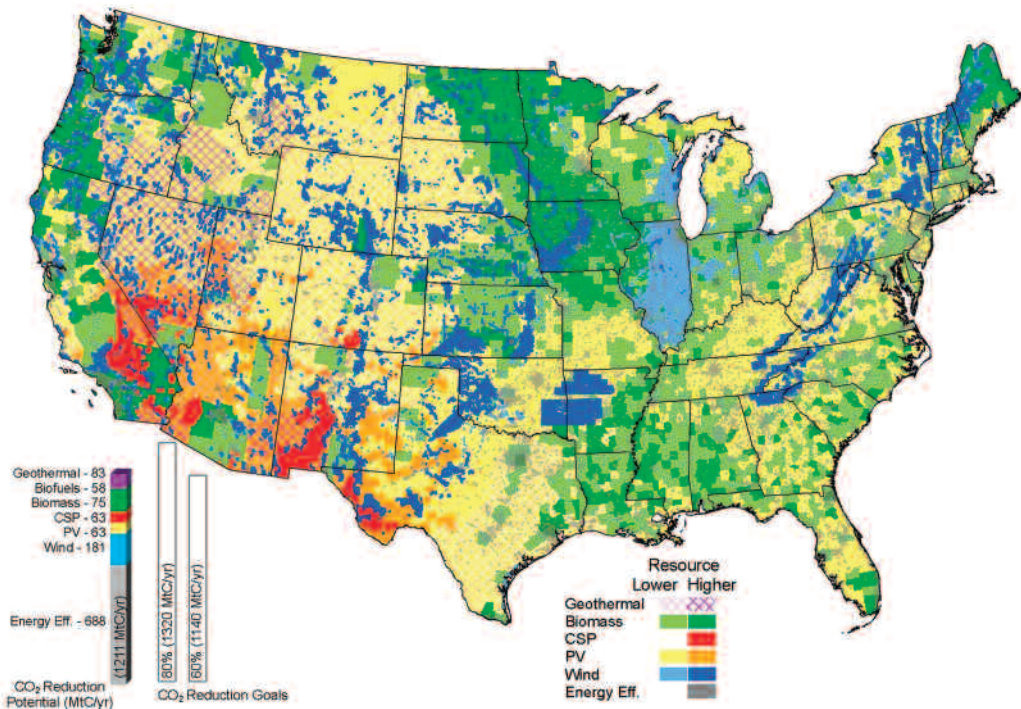 Geothermal - 83
Biofuels - 58
Biomass - 75
CSP - 63
PV - 63
Wind - 181
Energy Eff. - 688
(1211 MtC/yr)
CO₂ Reduction
Potential (MtC/yr)
80% (1320 MtC/yr)
60% (1140 MtC/yr)
CO₂ Reduction Goals
Resource
Lower Higher
Geothermal
Biomass
CSP
PV
Wind
Energy Eff.